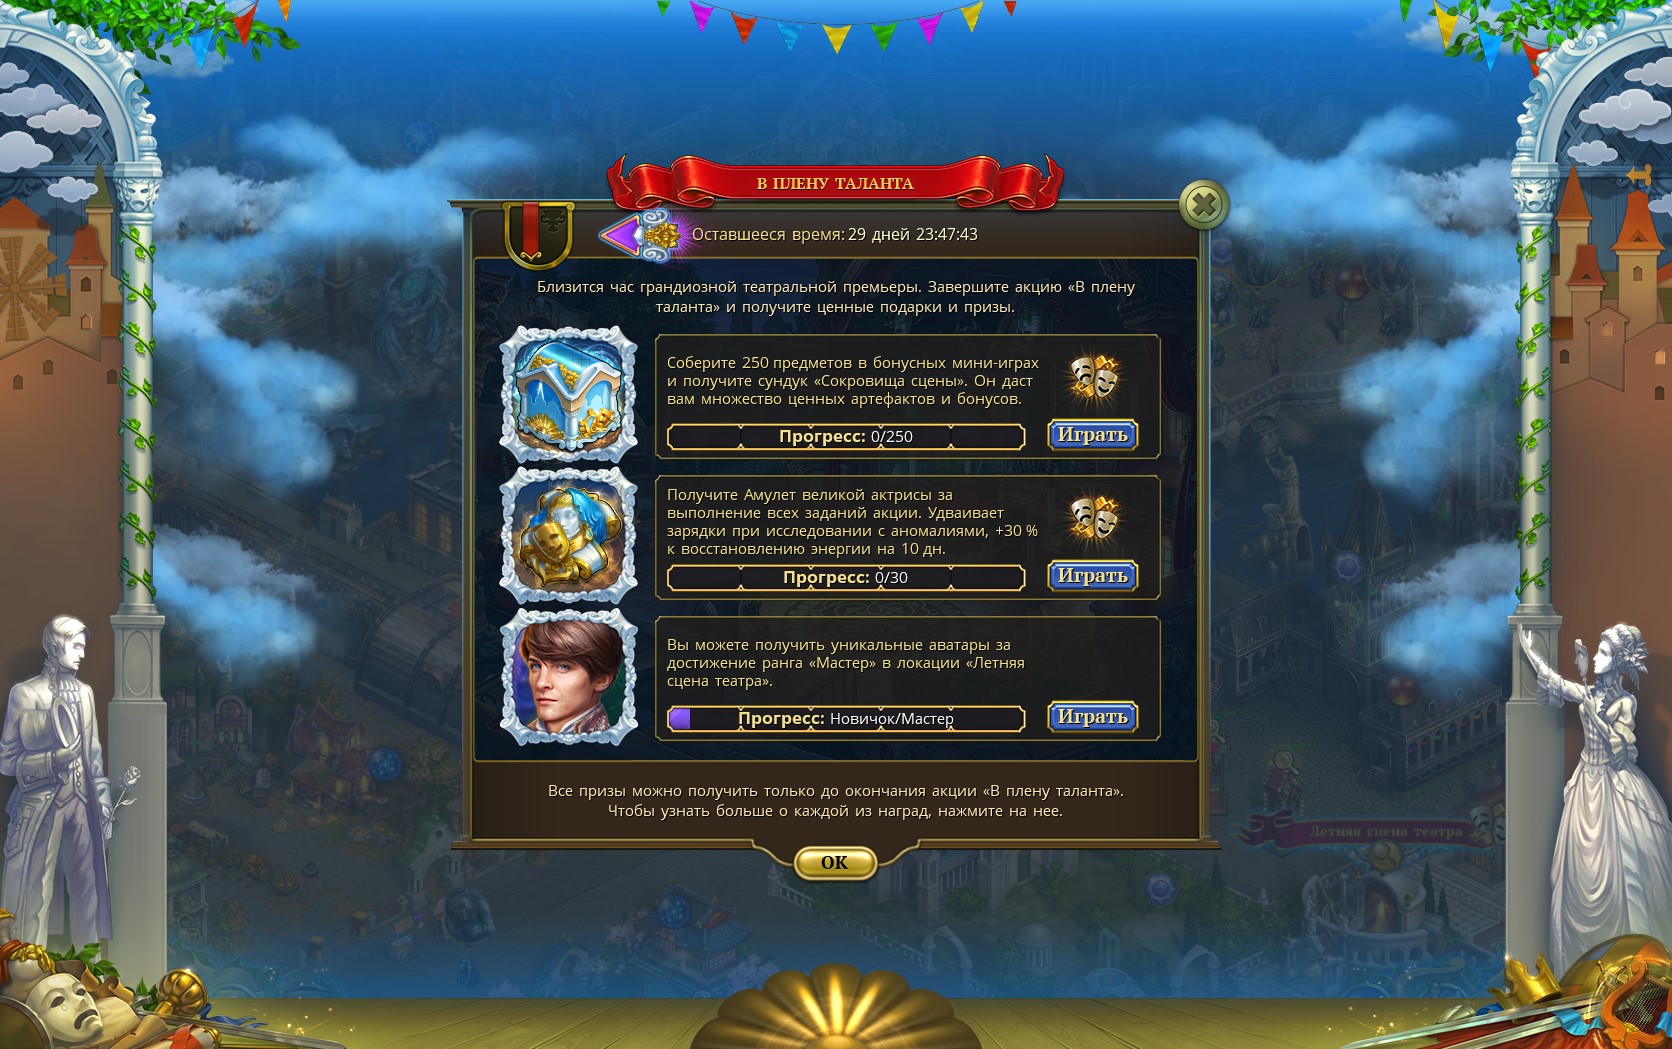 В ПЛЕНУ ТАЛАНТА
Оставшееся время: 29 дней 23:47:43
Близится час грандиозной театральной премьеры. Завершите акцию «В плену
таланта» и получите ценные подарки и призы.
Соберите 250 предметов в бонусных мини-играх
и получите сундук «Сокровища сцены». Он даст
вам множество ценных артефактов и бонусов.
Прогресс: 0/250
Играть
Получите Амулет великой актрисы за
выполнение всех заданий акции. Удваивает
зарядки при исследовании с аномалиями, +30 %
к восстановлению энергии на 10 дн.
Прогресс: 0/30
Играть
Вы можете получить уникальные аватары за
достижение ранга «Мастер» в локации «Летняя
сцена театра».
Прогресс: Новичок/Мастер
Играть
Все призы можно получить только до окончания акции «В плену таланта».
Чтобы узнать больше о каждой из наград, нажмите на нее.
Летняя сцена театра
ОК